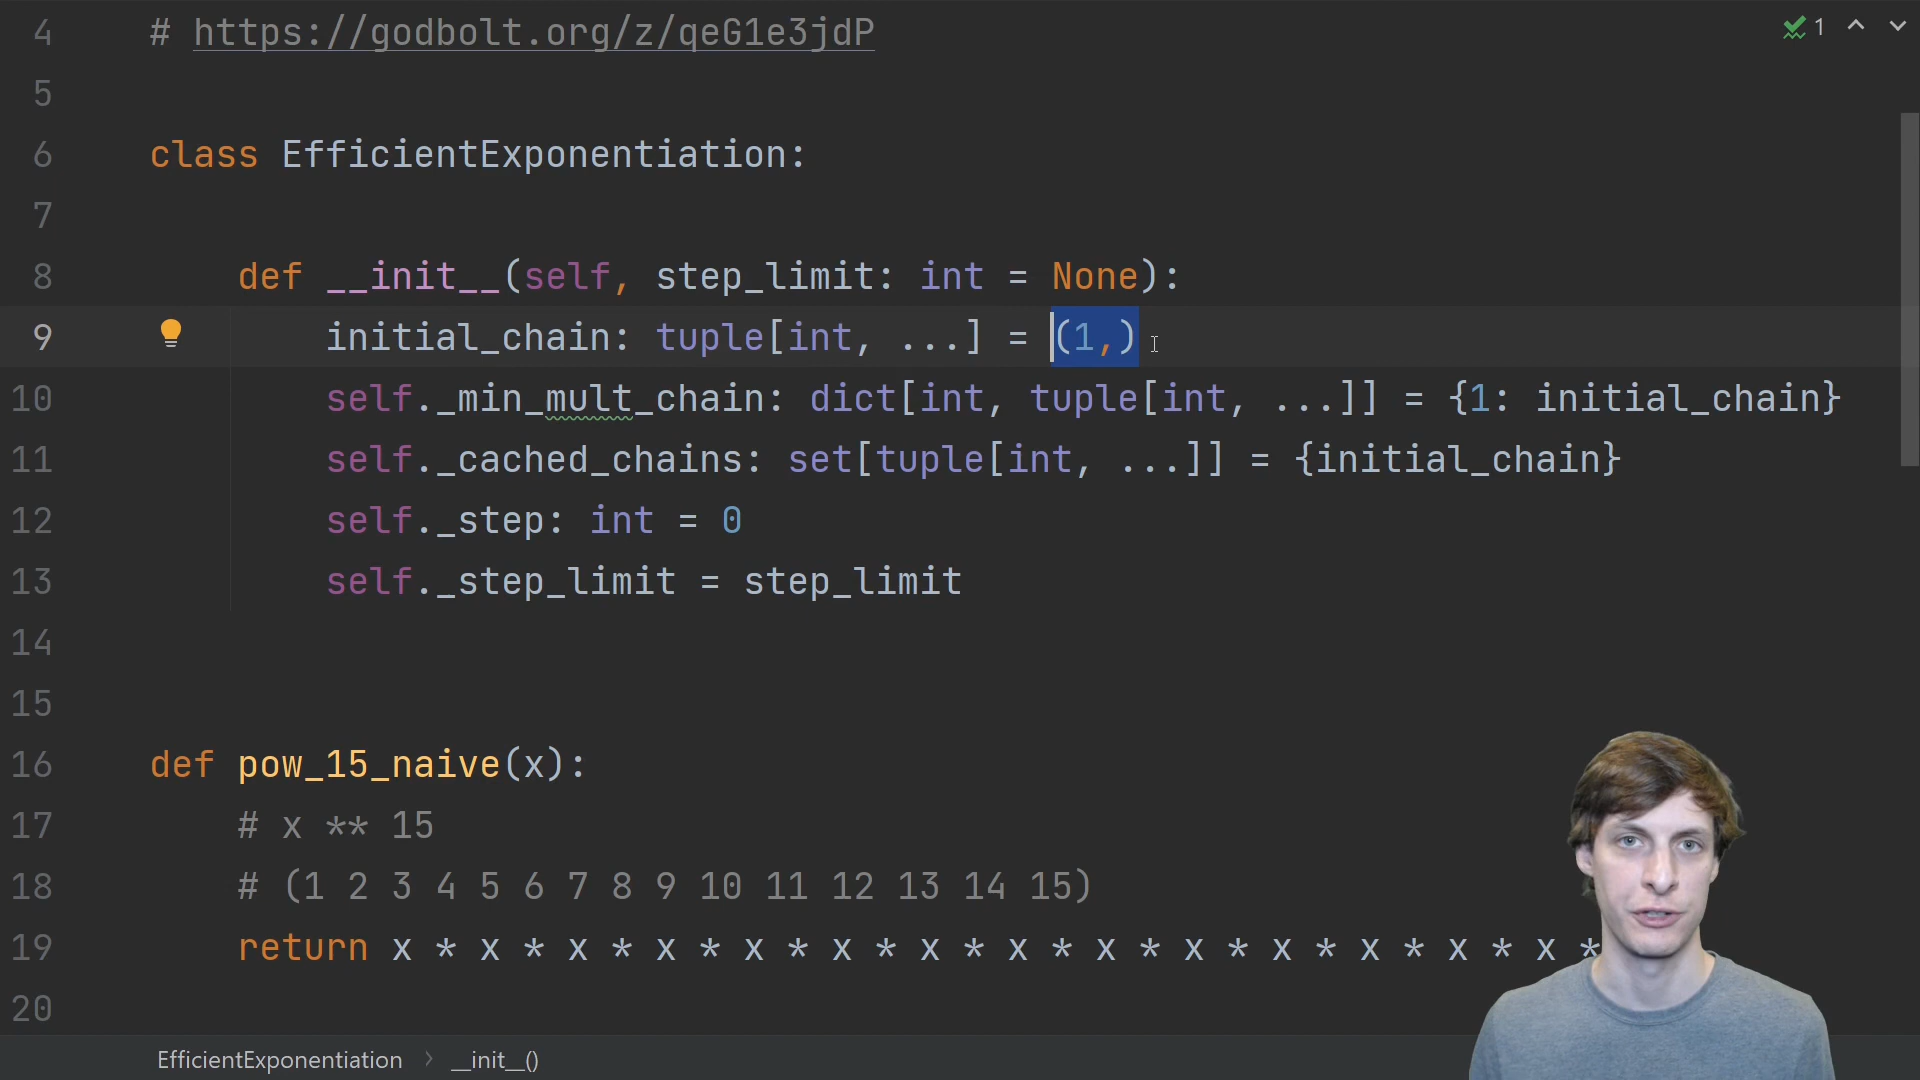 4 # https://godbolt.org/z/qeG1e3jdP
1
5
6 class EfficientExponentiation:
7
8 def __init__(self, step_limit: int = None):
9 initial_chain: tuple[int, ...] = (1,)
10 self._min_mult_chain: dict[int, tuple[int, ...]] = {1: initial_chain}
11 self._cached_chains: set[tuple[int, ...]] = {initial_chain}
12 self._step: int = 0
13 self._step_limit = step_limit
14
15
16 def pow_15_naive(x):
17 # x ** 15
18 # (1 2 3 4 5 6 7 8 9 10 11 12 13 14 15)
19 return x * x * x * x * x * x * x * x * x * x * x * x * x * x *
20
EfficientExponentiation › __init__()